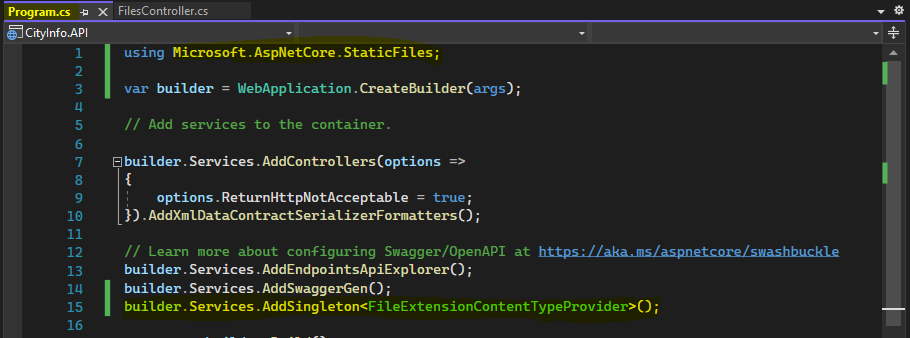 Program.cs
FilesController.cs
CityInfo.API
1 using Microsoft.AspNetCore.StaticFiles;
2
3 var builder = WebApplication.CreateBuilder(args);
4
5 // Add services to the container.
6
7 builder.Services.AddControllers(options =>
8 {
9     options.ReturnHttpNotAcceptable = true;
10 }).AddXmlDataContractSerializerFormatters();
11
12 // Learn more about configuring Swagger/OpenAPI at https://aka.ms/aspnetcore/swashbuckle
13 builder.Services.AddEndpointsApiExplorer();
14 builder.Services.AddSwaggerGen();
15 builder.Services.AddSingleton<FileExtensionContentTypeProvider>();
16